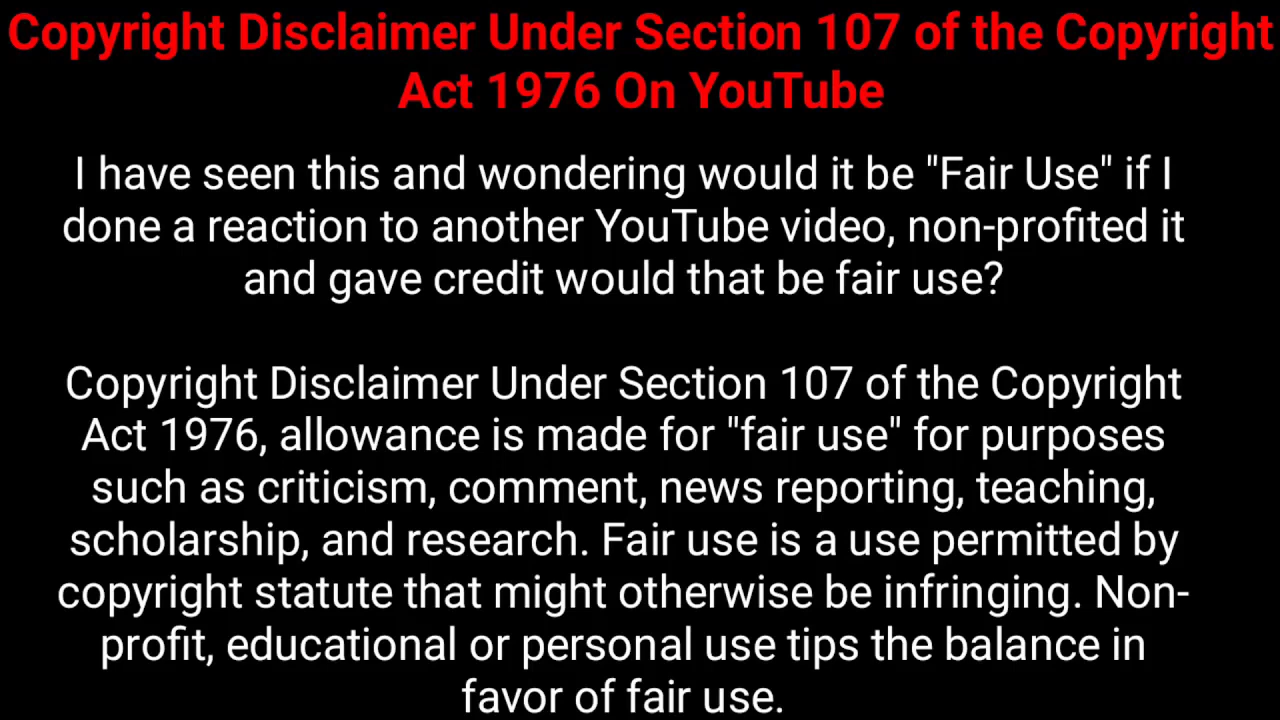 Copyright Disclaimer Under Section 107 of the Copyright
Act 1976 On YouTube
I have seen this and wondering would it be "Fair Use" if I
done a reaction to another YouTube video, non-profited it
and gave credit would that be fair use?
Copyright Disclaimer Under Section 107 of the Copyright
Act 1976, allowance is made for "fair use" for purposes
such as criticism, comment, news reporting, teaching,
scholarship, and research. Fair use is a use permitted by
copyright statute that might otherwise be infringing. Non-
profit, educational or personal use tips the balance in
favor of fair use.